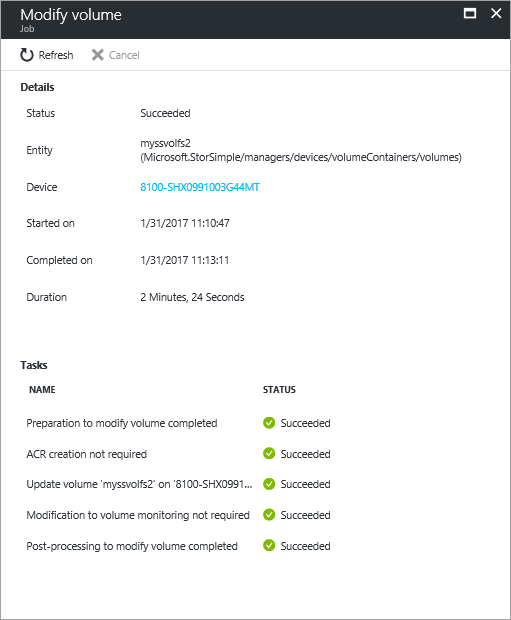 Modify volume
Job
Refresh
Cancel
Details
Status
Succeeded
Entity
myssvolfs2
(Microsoft.StorSimple/managers/devices/volumeContainers/volumes)
Device
8100-SHX0991003G44MT
Started on
1/31/2017 11:10:47
Completed on
1/31/2017 11:13:11
Duration
2 Minutes, 24 Seconds
Tasks
NAME
STATUS
Preparation to modify volume completed
Succeeded
ACR creation not required
Succeeded
Update volume 'myssvolfs2' on '8100-SHX0991...
Succeeded
Modification to volume monitoring not required
Succeeded
Post-processing to modify volume completed
Succeeded